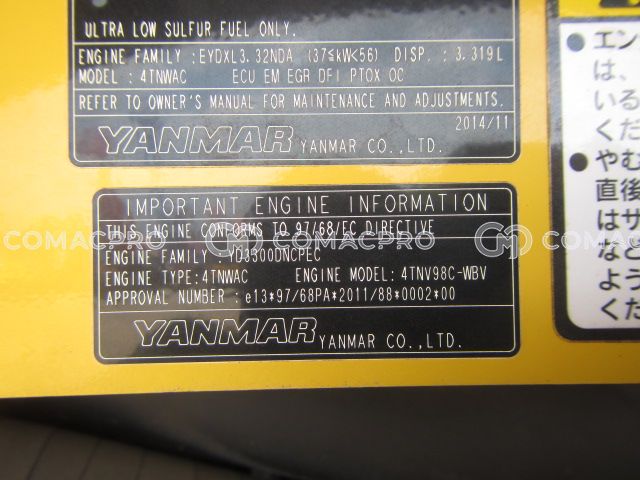 ULTRA LOW SULFUR FUEL ONLY.
ENGINE FAMILY : EYDXL3.32NDA (37≦kW<56) DISP. : 3.319L
MODEL : 4TNWAC ECU EM EGR DFI PTOX OC
REFER TO OWNER'S MANUAL FOR MAINTENANCE AND ADJUSTMENTS.
2014/11
YANMAR YANMAR CO.,LTD.
IMPORTANT ENGINE INFORMATION
THIS ENGINE CONFORMS TO 97/68/EC DIRECTIVE
ENGINE FAMILY : YD3300DNCPEC
ENGINE TYPE:4TNWAC ENGINE MODEL: 4TNV98C-WBV
APPROVAL NUMBER : e13*97/68PA*2011/88*0002*00
YANMAR YANMAR CO.,LTD.
●エン
は、
いる
くだ
●やむ
直後
はサ
など
よう
くだ
COMACPRO COMACPRO